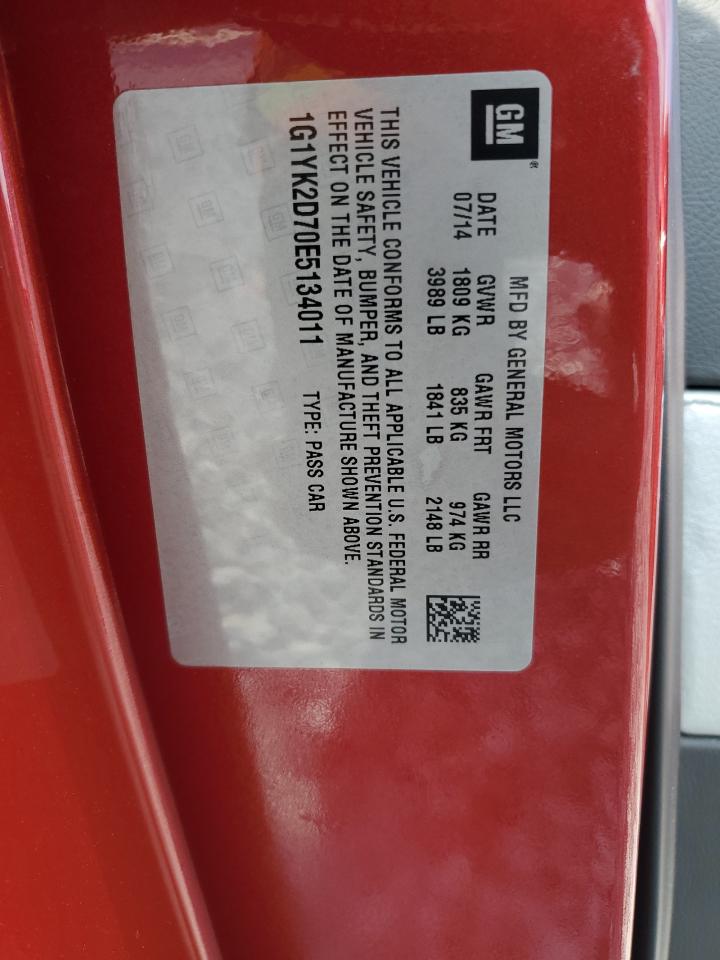 GM®
MFD BY GENERAL MOTORS LLC
DATE GVWR GAWR FRT GAWR RR
07/14 1809 KG 835 KG 974 KG
3989 LB 1841 LB 2148 LB
THIS VEHICLE CONFORMS TO ALL APPLICABLE U.S. FEDERAL MOTOR
VEHICLE SAFETY, BUMPER, AND THEFT PREVENTION STANDARDS IN
EFFECT ON THE DATE OF MANUFACTURE SHOWN ABOVE.
1G1YK2D70E5134011 TYPE: PASS CAR